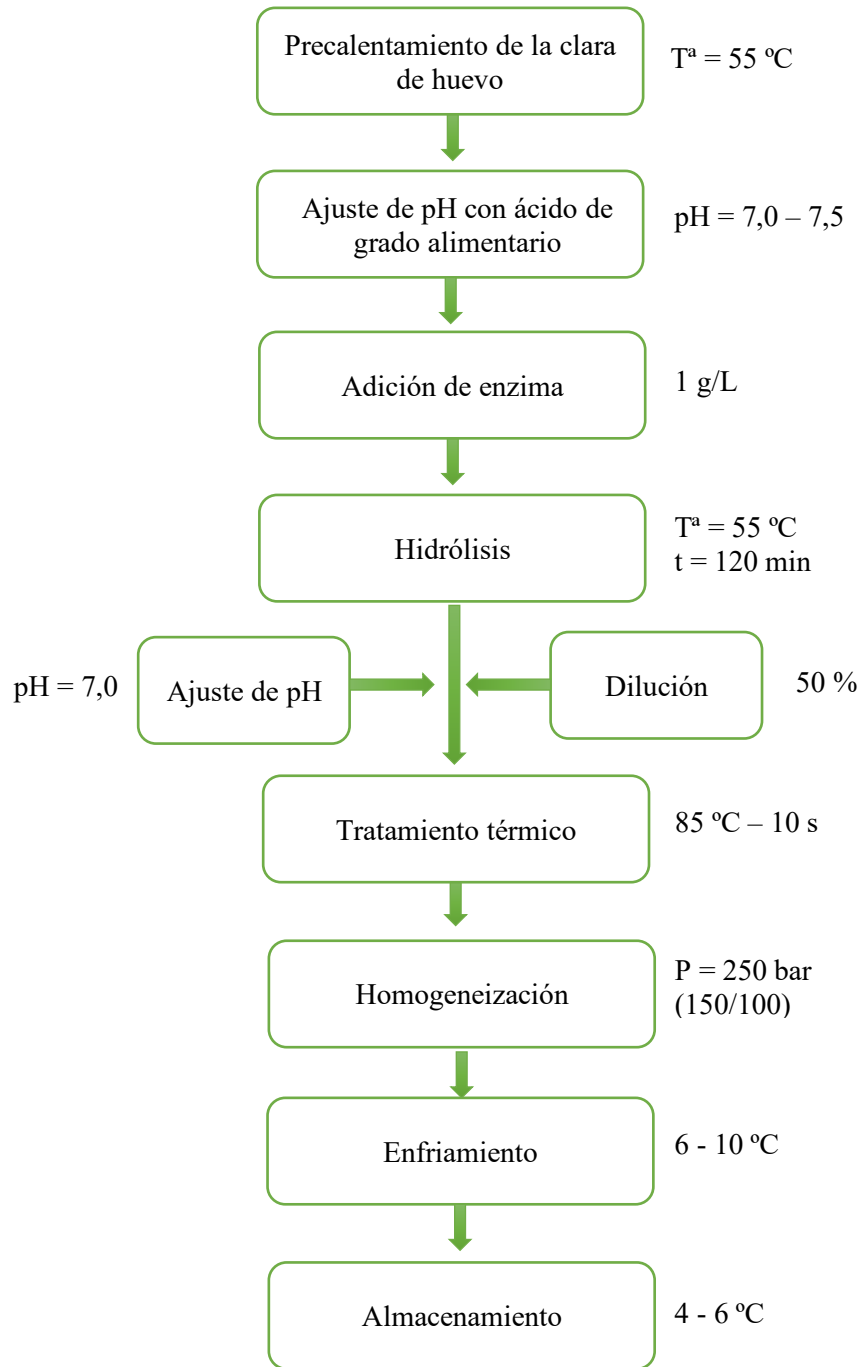 Precalentamiento de la clara
de huevo
Tª = 55 ºC
Ajuste de pH con ácido de
grado alimentario
pH = 7,0 – 7,5
Adición de enzima
1 g/L
Hidrólisis
Tª = 55 ºC
t = 120 min
pH = 7,0
Ajuste de pH
Dilución
50 %
Tratamiento térmico
85 ºC – 10 s
Homogeneización
P = 250 bar
(150/100)
Enfriamiento
6 - 10 ºC
Almacenamiento
4 - 6 ºC